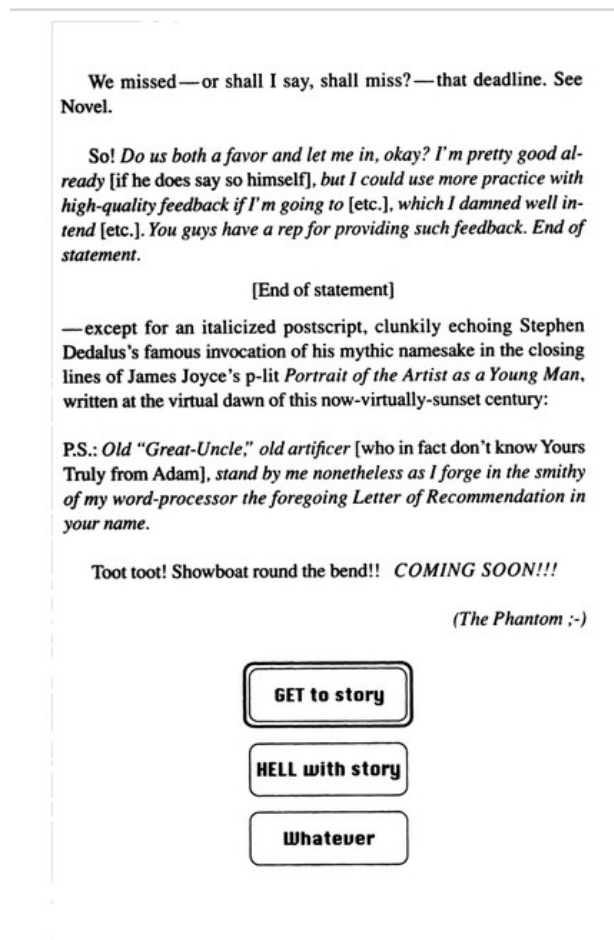 We missed—or shall I say, shall miss?—that deadline. See
Novel.
So! Do us both a favor and let me in, okay? I'm pretty good al-
ready [if he does say so himself], but I could use more practice with
high-quality feedback if I'm going to [etc.], which I damned well in-
tend [etc.]. You guys have a rep for providing such feedback. End of
statement.
[End of statement]
—except for an italicized postscript, clunkily echoing Stephen
Dedalus's famous invocation of his mythic namesake in the closing
lines of James Joyce's p-lit Portrait of the Artist as a Young Man,
written at the virtual dawn of this now-virtually-sunset century:
P.S.: Old "Great-Uncle," old artificer [who in fact don't know Yours
Truly from Adam], stand by me nonetheless as I forge in the smithy
of my word-processor the foregoing Letter of Recommendation in
your name.
Toot toot! Showboat round the bend!! COMING SOON!!!
(The Phantom ;-)
GET to story
HELL with story
Whatever